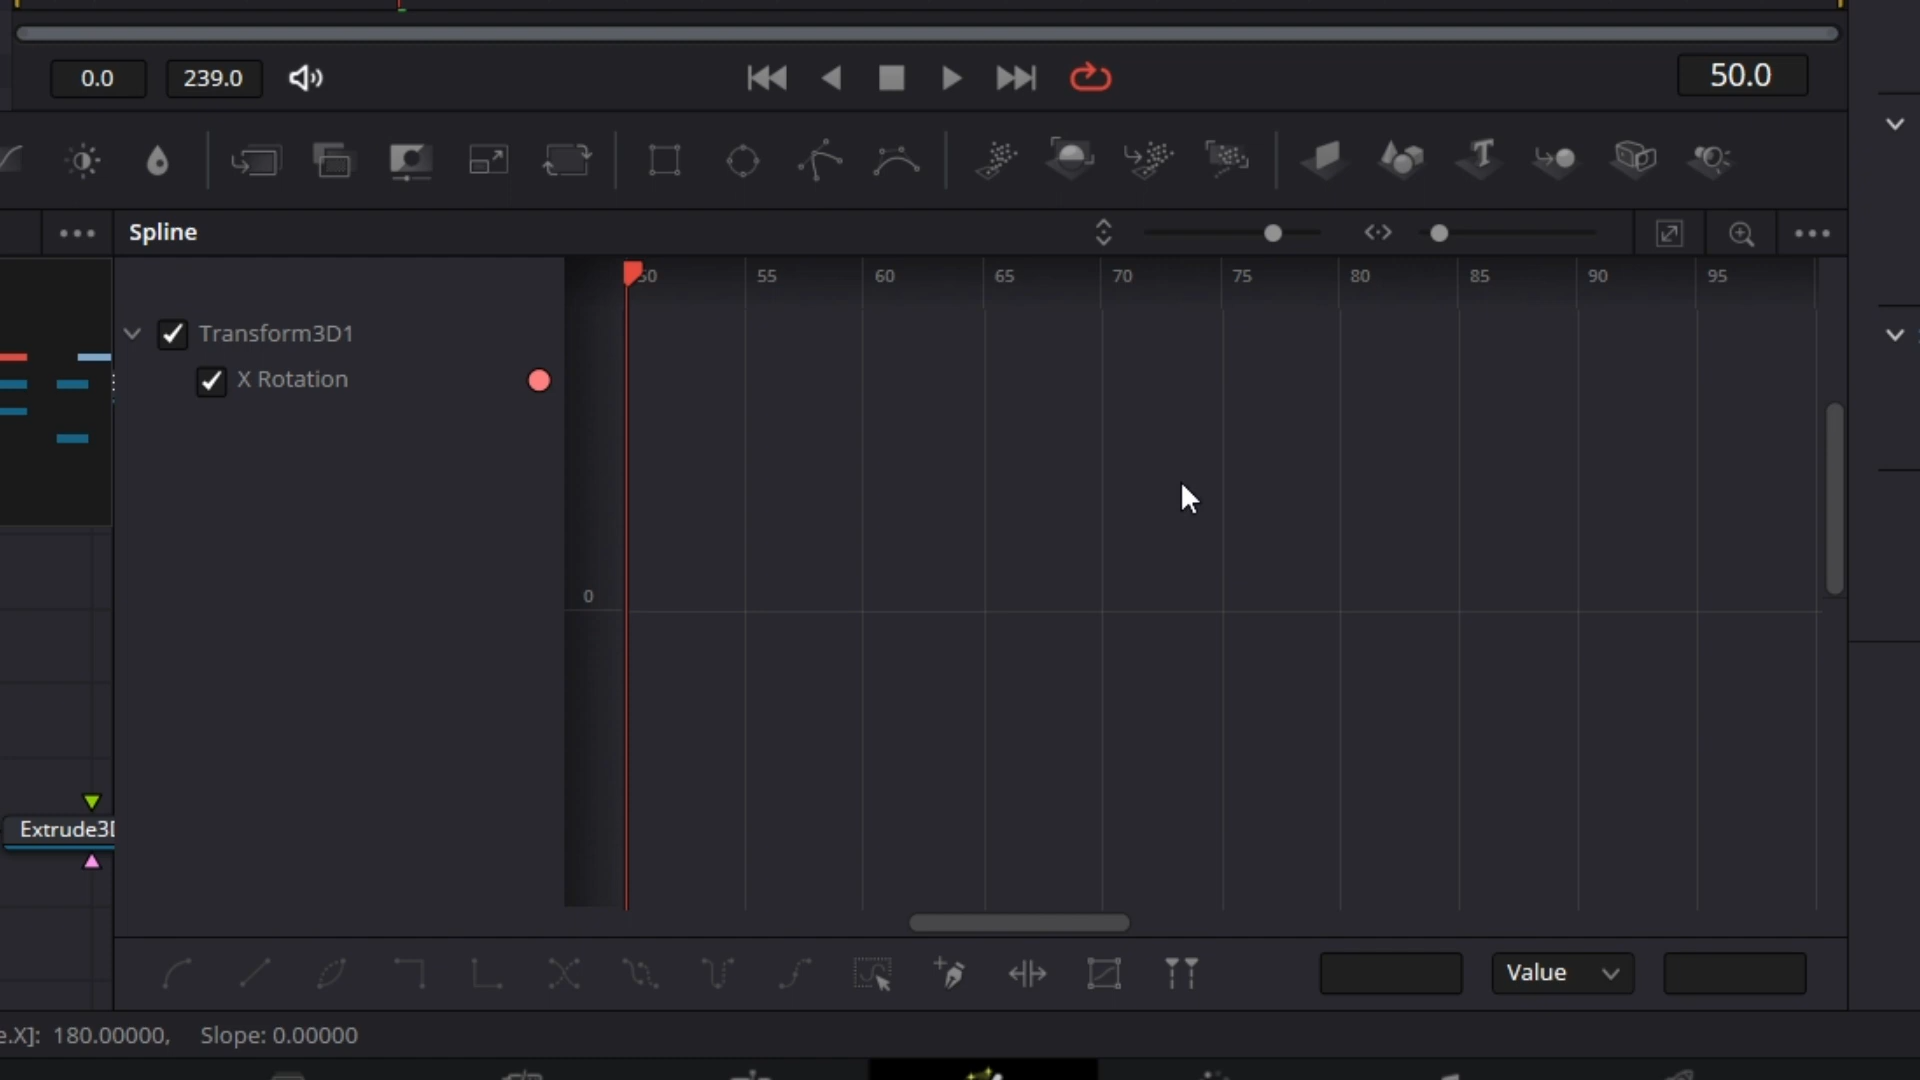 0.0 239.0 50.0
Spline
50 55 60 65 70 75 80 85 90 95
Transform3D1
X Rotation
0
Extrude3D
Value
e.X]: 180.00000, Slope: 0.00000